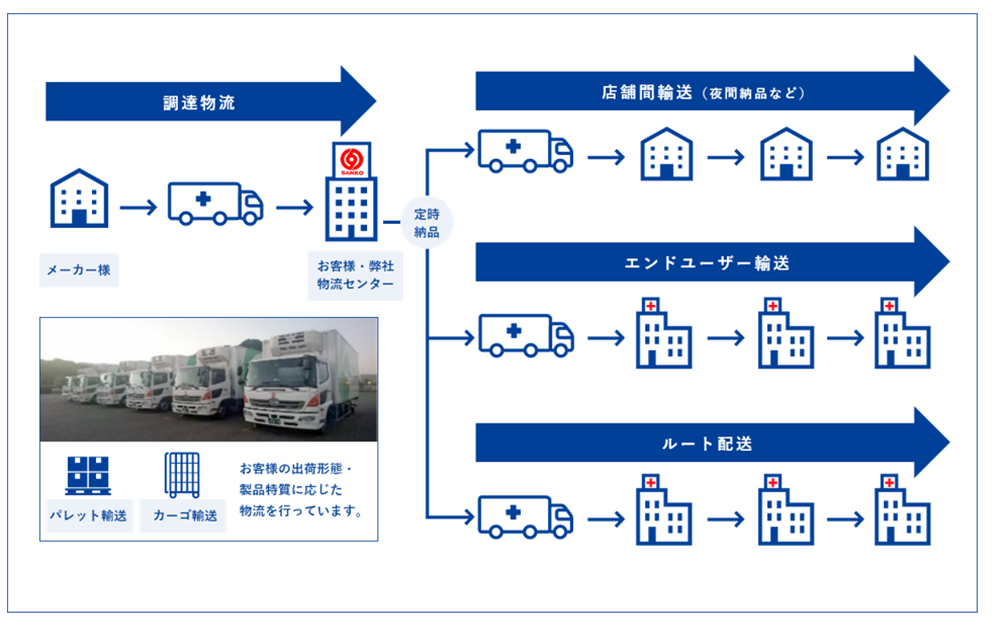 調達物流
SANKO
メーカー様
お客様・弊社
物流センター
定時
納品
店舗間輸送（夜間納品など）
エンドユーザー輸送
ルート配送
パレット輸送
カーゴ輸送
お客様の出荷形態・
製品特質に応じた
物流を行っています。